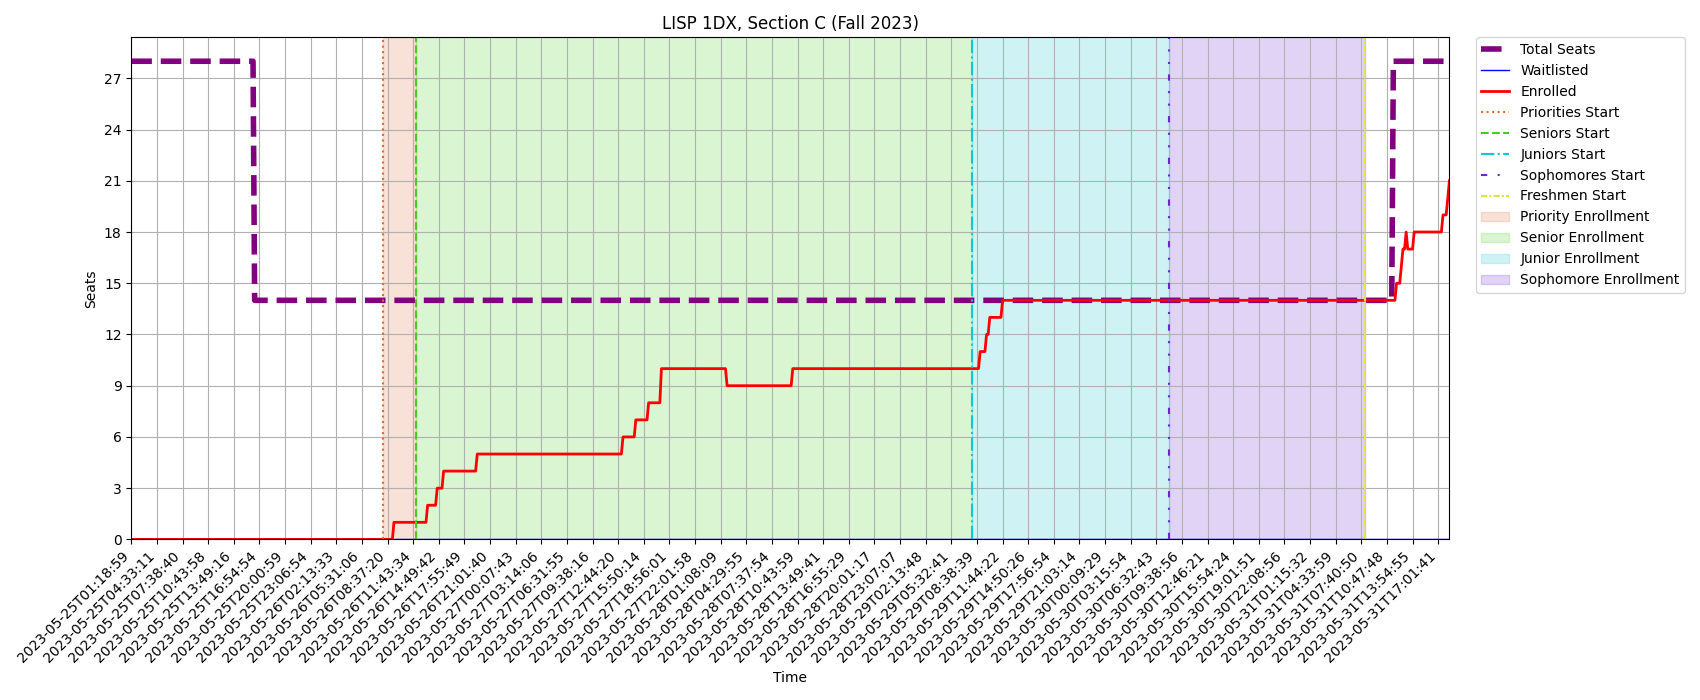 LISP 1DX, Section C (Fall 2023)
Total Seats
Waitlisted
Enrolled
Priorities Start
Seniors Start
Juniors Start
Sophomores Start
Freshmen Start
Priority Enrollment
Senior Enrollment
Junior Enrollment
Sophomore Enrollment
Seats
27
24
21
18
15
12
9
6
3
0
2023-05-25T01:18:59
2023-05-25T04:33:11
2023-05-25T07:38:40
2023-05-25T10:43:58
2023-05-25T13:49:16
2023-05-25T16:54:54
2023-05-25T20:00:59
2023-05-25T23:06:54
2023-05-26T02:13:33
2023-05-26T05:31:06
2023-05-26T08:37:20
2023-05-26T11:43:34
2023-05-26T14:49:42
2023-05-26T17:55:49
2023-05-26T21:01:40
2023-05-27T00:07:43
2023-05-27T03:14:06
2023-05-27T06:31:55
2023-05-27T09:38:16
2023-05-27T12:44:20
2023-05-27T15:50:14
2023-05-27T18:56:01
2023-05-27T22:01:58
2023-05-28T01:08:09
2023-05-28T04:29:55
2023-05-28T07:37:54
2023-05-28T10:43:59
2023-05-28T13:49:41
2023-05-28T16:55:29
2023-05-28T20:01:17
2023-05-28T23:07:07
2023-05-29T02:13:48
2023-05-29T05:32:41
2023-05-29T08:38:39
2023-05-29T11:44:22
2023-05-29T14:50:26
2023-05-29T17:56:54
2023-05-29T21:03:14
2023-05-30T00:09:29
2023-05-30T03:15:54
2023-05-30T06:32:43
2023-05-30T09:38:56
2023-05-30T12:46:21
2023-05-30T15:54:24
2023-05-30T19:01:51
2023-05-30T22:08:56
2023-05-31T01:15:32
2023-05-31T04:33:59
2023-05-31T07:40:50
2023-05-31T10:47:48
2023-05-31T13:54:55
2023-05-31T17:01:41
Time